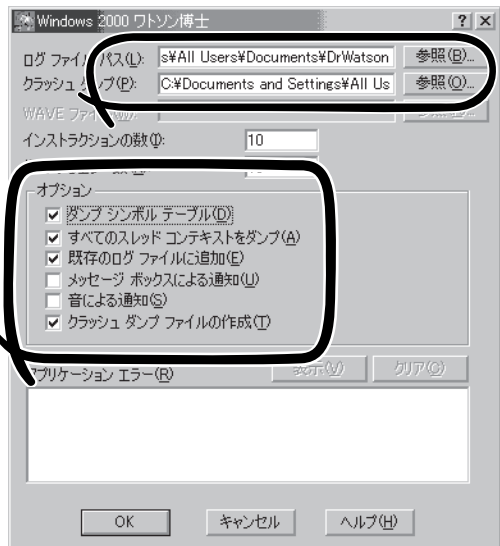 Windows 2000 ワトソン博士
ログ ファイル パス(L): s¥All Users¥Documents¥DrWatson 参照(B)...
クラッシュ ダンプ(P): C:¥Documents and Settings¥All Us 参照(O)...
WAVE ファイル(W):
インストラクションの数(I): 10
オプション
ダンプ シンボル テーブル(D)
すべてのスレッド コンテキストをダンプ(A)
既存のログ ファイルに追加(E)
メッセージ ボックスによる通知(U)
音による通知(S)
クラッシュ ダンプ ファイルの作成(T)
アプリケーション エラー(R) 表示(V) クリア(C)
OK キャンセル ヘルプ(H)